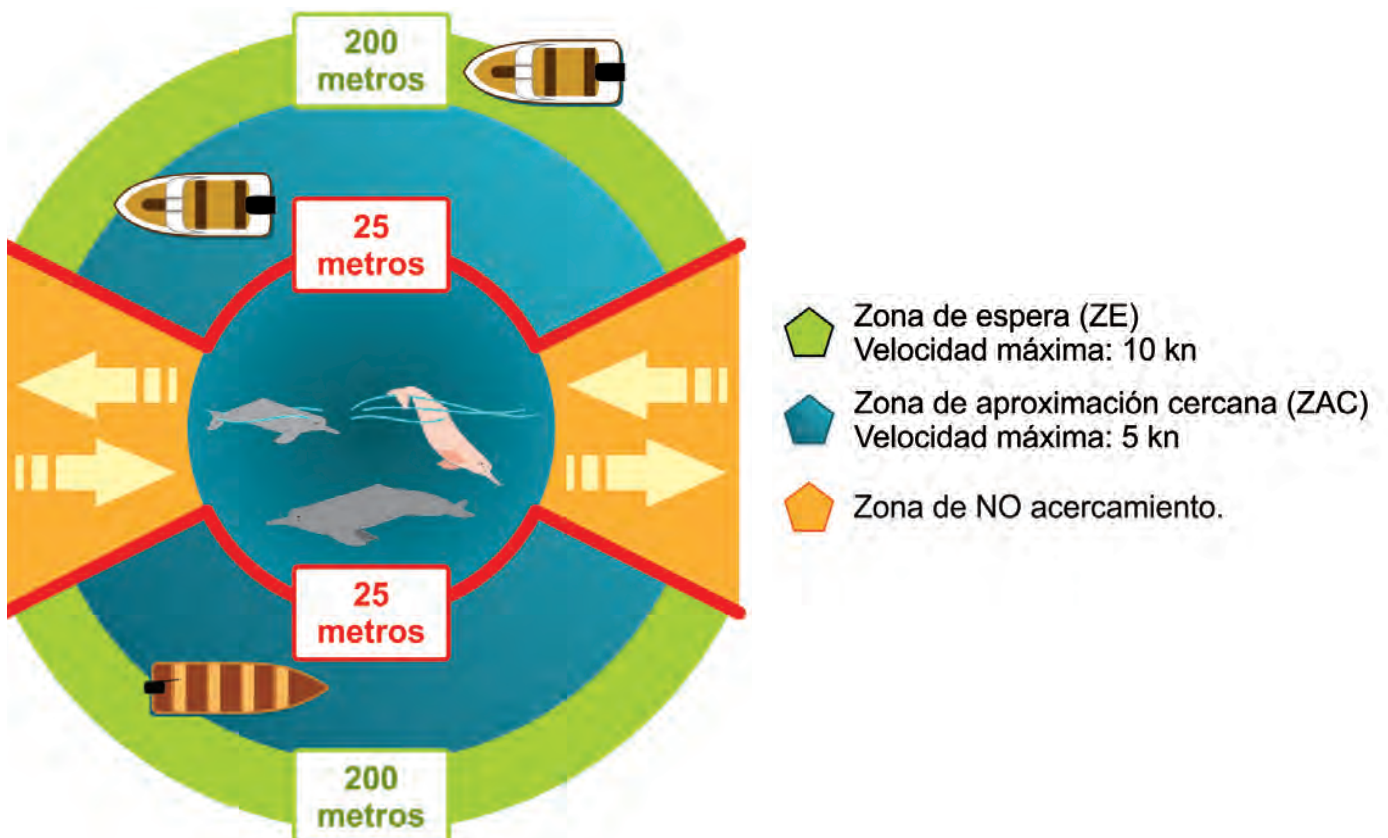 200
metros
25
metros
25
metros
200
metros
Zona de espera (ZE)
Velocidad máxima: 10 kn
Zona de aproximación cercana (ZAC)
Velocidad máxima: 5 kn
Zona de NO acercamiento.